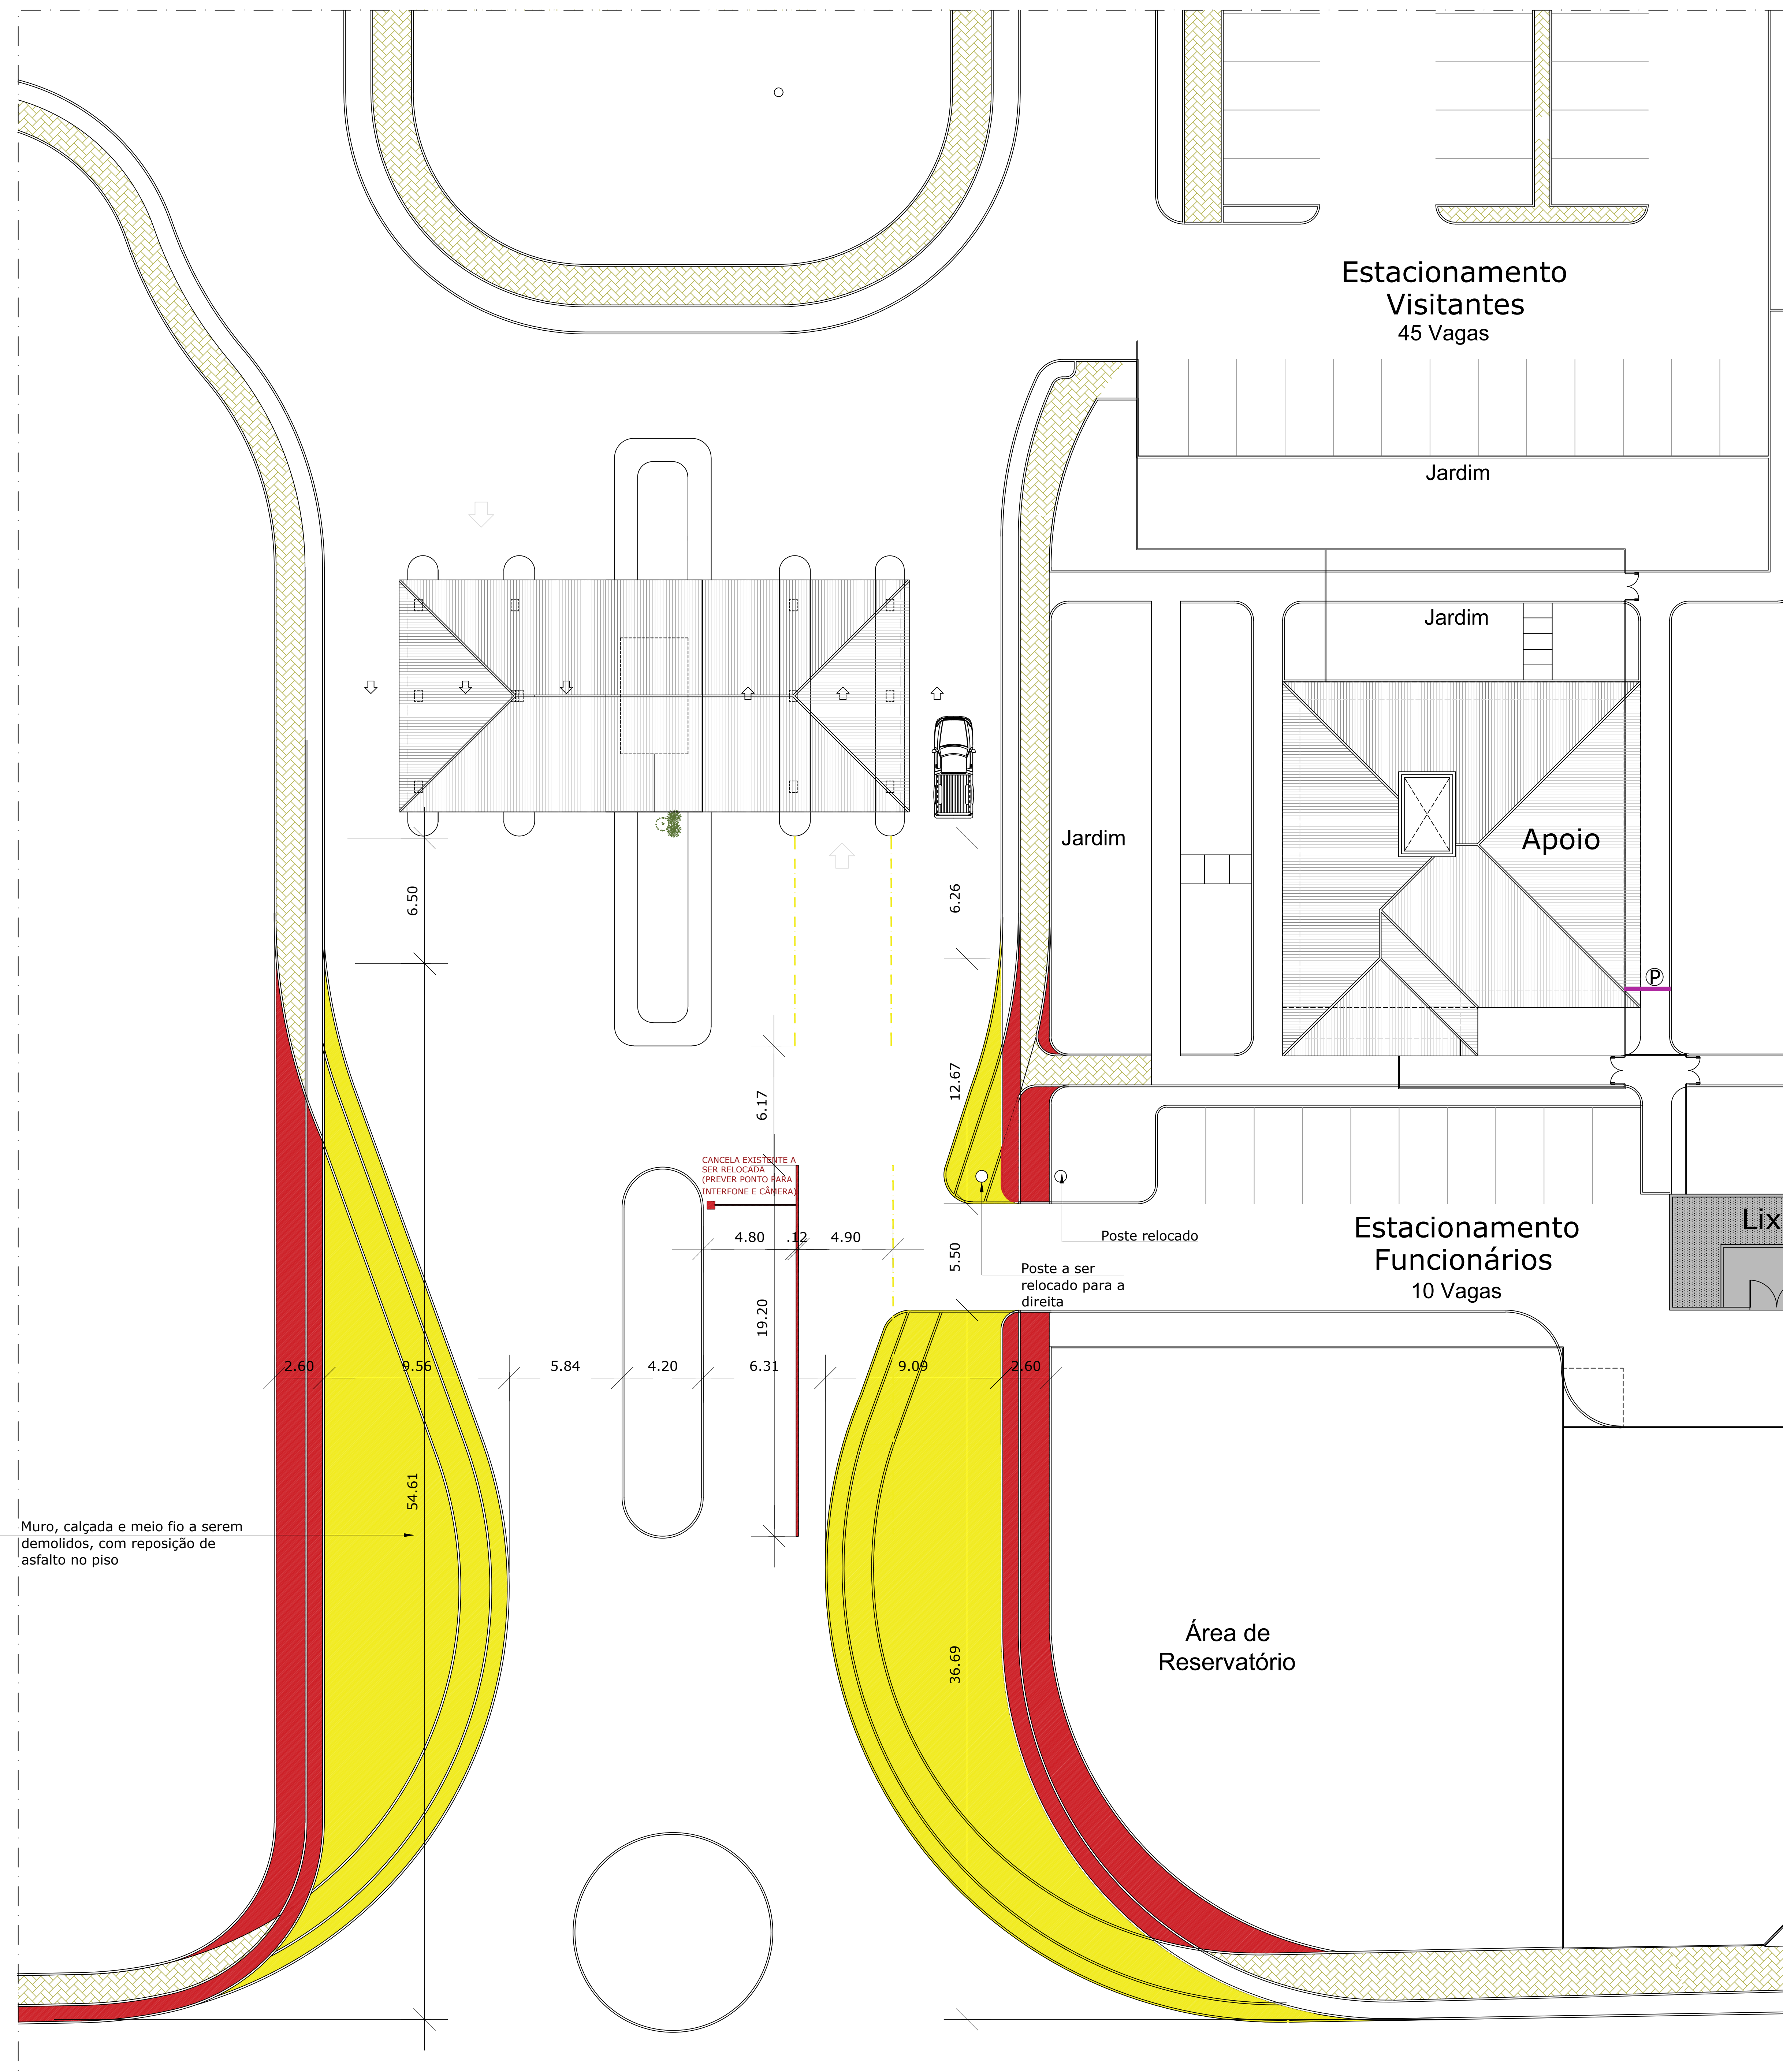 Estacionamento
Visitantes
45 Vagas
Jardim
Jardim
Jardim
Apoio
P
6.50
6.26
12.67
6.17
CANCELA EXISTENTE A
SER RELOCADA
(PREVER PONTO PARA
INTERFONE E CÂMERA)
4.80
.12
4.90
5.50
Poste relocado
Poste a ser
relocado para a
direita
Estacionamento
Funcionários
10 Vagas
Lix
19.20
2.60
9.56
5.84
4.20
6.31
9.09
2.60
54.61
Muro, calçada e meio fio a serem
demolidos, com reposição de
asfalto no piso
36.69
Área de
Reservatório